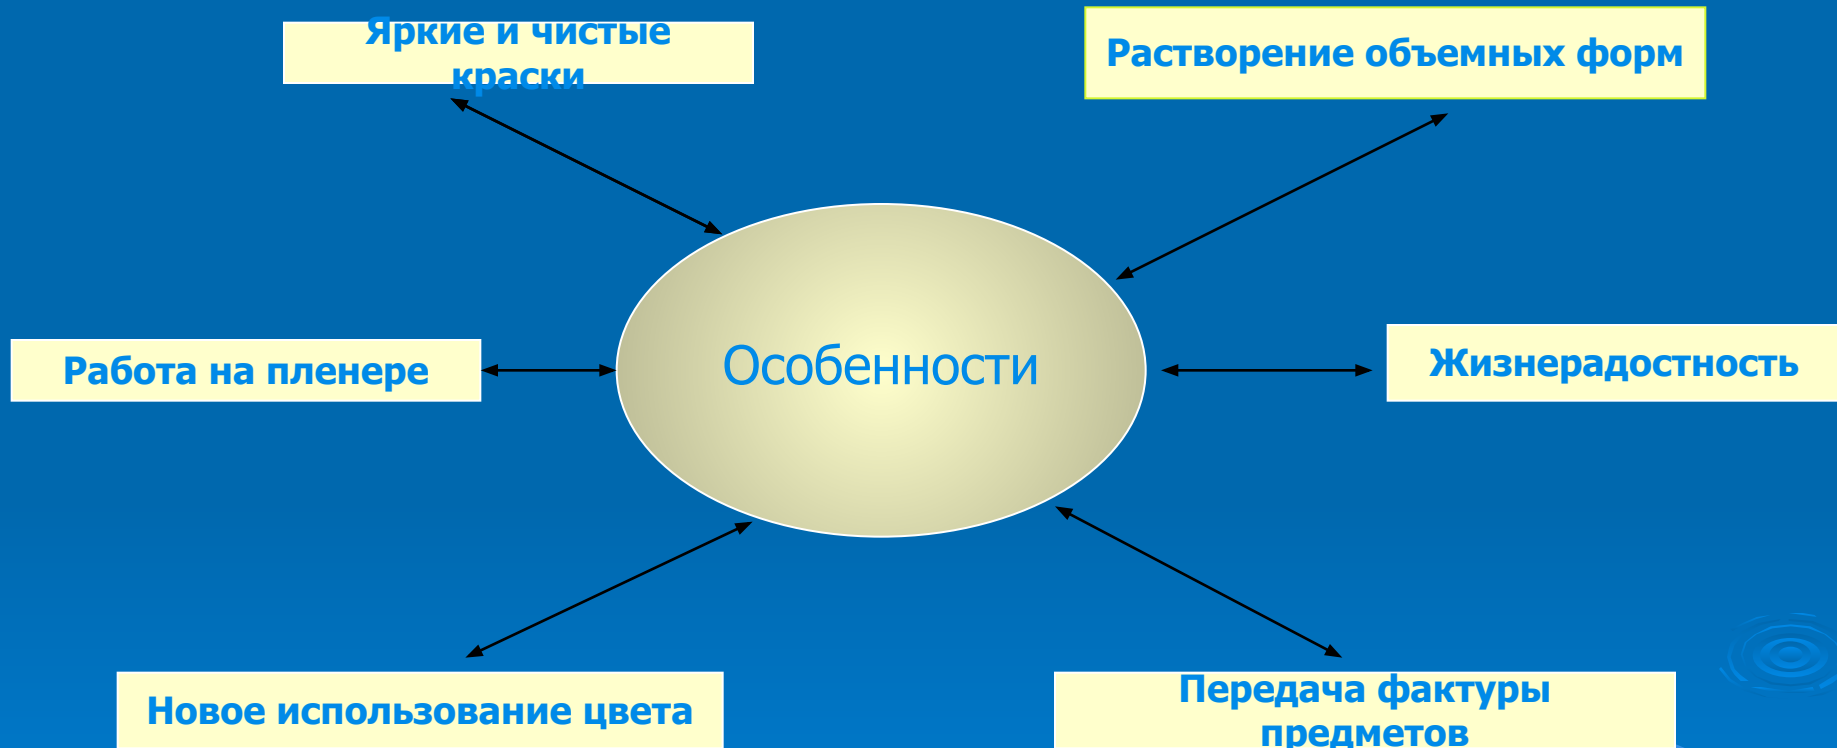 Яркие и чистые
краски
Растворение объемных форм
Работа на пленере
Особенности
Жизнерадостность
Новое использование цвета
Передача фактуры
предметов